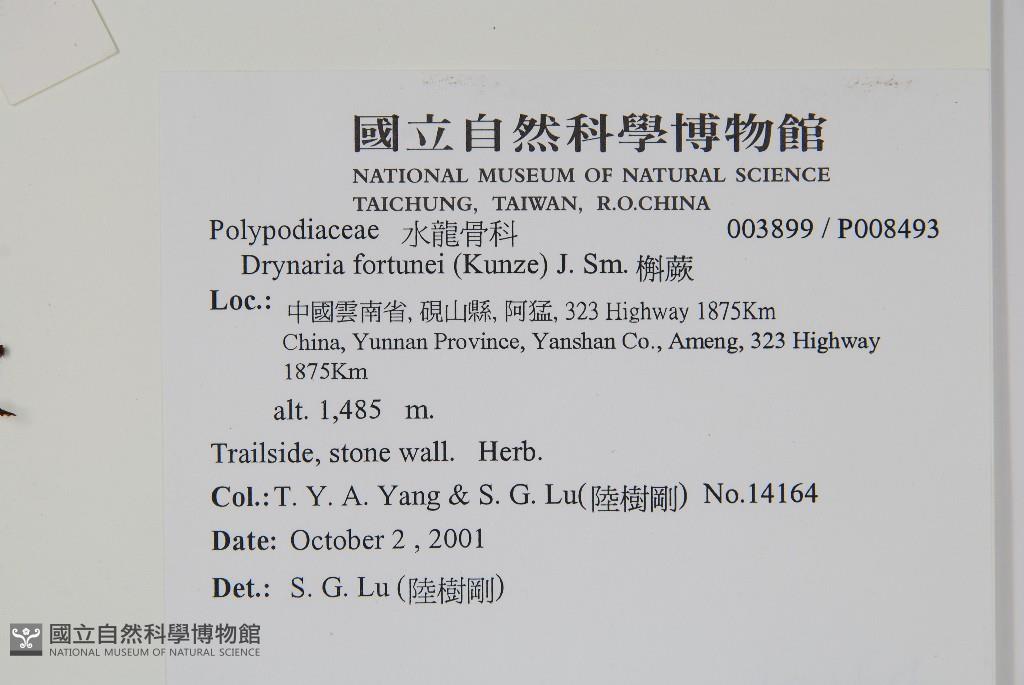 國立自然科學博物館
NATIONAL MUSEUM OF NATURAL SCIENCE
TAICHUNG, TAIWAN, R.O.CHINA
Polypodiaceae 水龍骨科 003899 / P008493
Drynaria fortunei (Kunze) J. Sm. 槲蕨
Loc.: 中國雲南省, 硯山縣, 阿猛, 323 Highway 1875Km
China, Yunnan Province, Yanshan Co., Ameng, 323 Highway
1875Km
alt. 1,485 m.
Trailside, stone wall. Herb.
Col.: T. Y. A. Yang & S. G. Lu(陸樹剛) No.14164
Date: October 2 , 2001
Det.: S. G. Lu (陸樹剛)
國立自然科學博物館
NATIONAL MUSEUM OF NATURAL SCIENCE